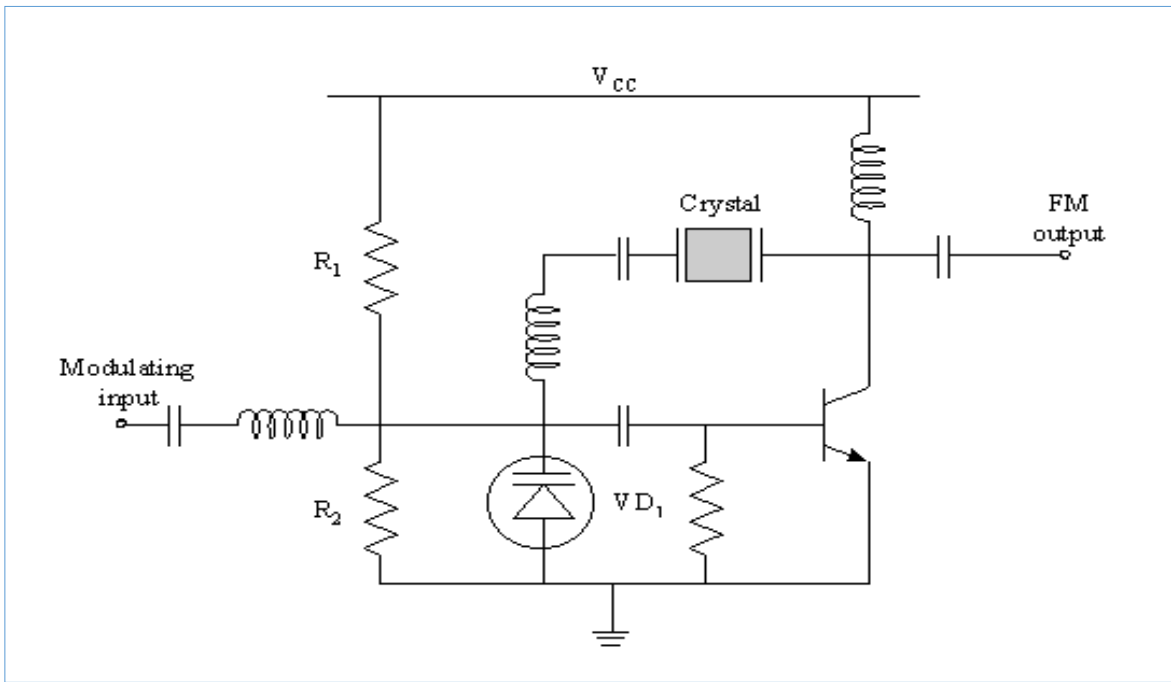 V_CC
Crystal
FM
output
R_1
Modulating
input
R_2
VD_1